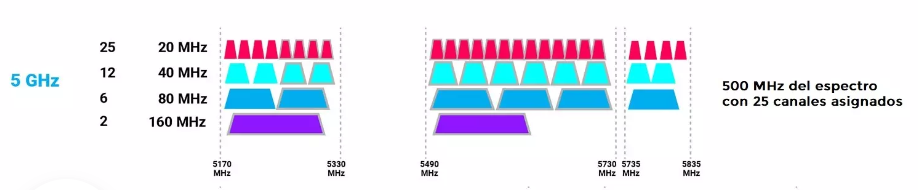 25 20 MHz
12 40 MHz
5 GHz
6 80 MHz
2 160 MHz
500 MHz del espectro
con 25 canales asignados
5170
MHz
5330
MHz
5490
MHz
5730
MHz
5735
MHz
5835
MHz